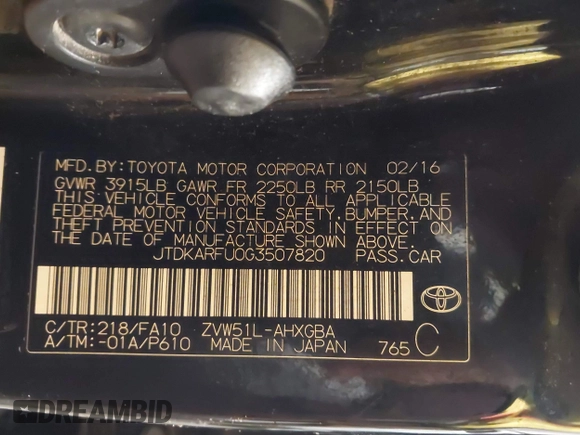 MFD.BY:TOYOTA MOTOR CORPORATION 02/16
GVWR 3915LB GAWR FR 2250LB RR 2150LB
THIS VEHICLE CONFORMS TO ALL APPLICABLE
FEDERAL MOTOR VEHICLE SAFETY,BUMPER,AND
THEFT PREVENTION STANDARDS IN EFFECT ON
THE DATE OF MANUFACTURE SHOWN ABOVE.
JTDKARFU0G3507820 PASS.CAR
C/TR:218/FA10 ZVW51L-AHXGBA
A/TM:-01A/P610 MADE IN JAPAN 765 C
TOYOTA
DREAMBID